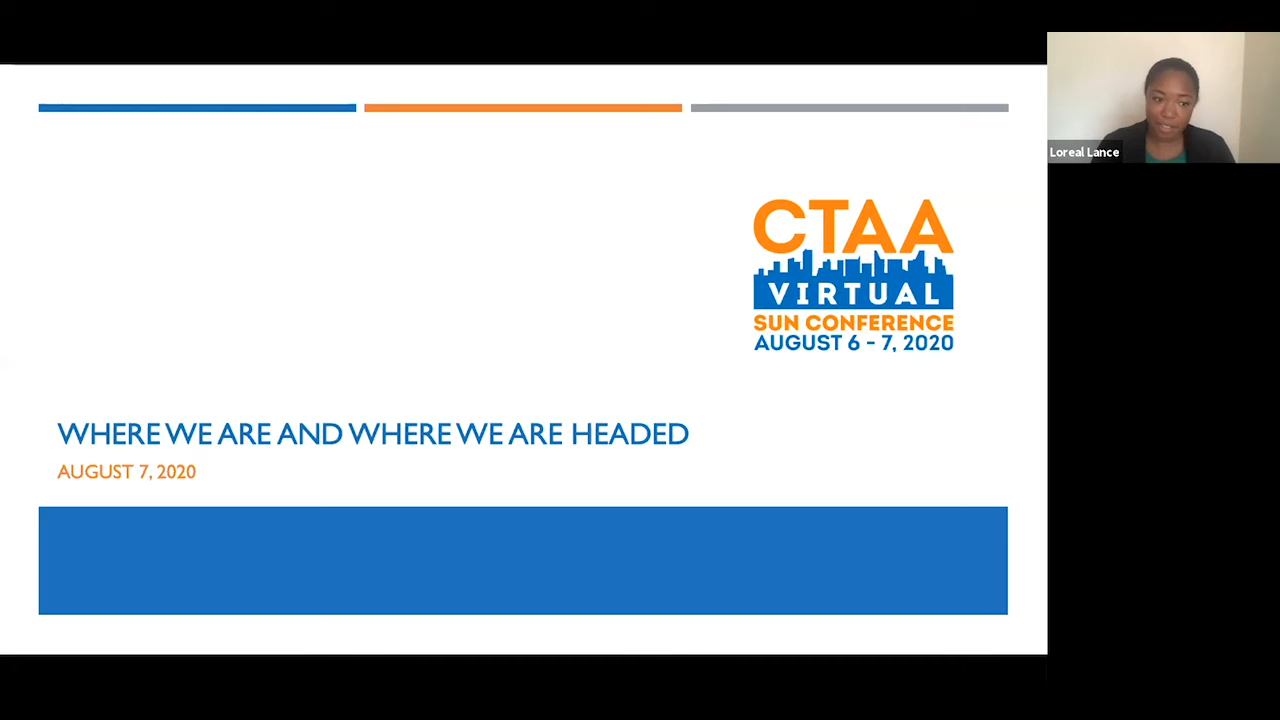 Loreal Lance
CTAA
VIRTUAL
SUN CONFERENCE
AUGUST 6 - 7, 2020
WHERE WE ARE AND WHERE WE ARE HEADED
AUGUST 7, 2020